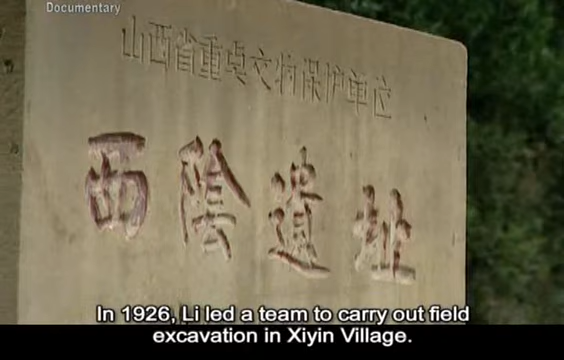 Documentary
山西省重点文物保护单位
西陰遺址
In 1926, Li led a team to carry out field
excavation in Xiyin Village.